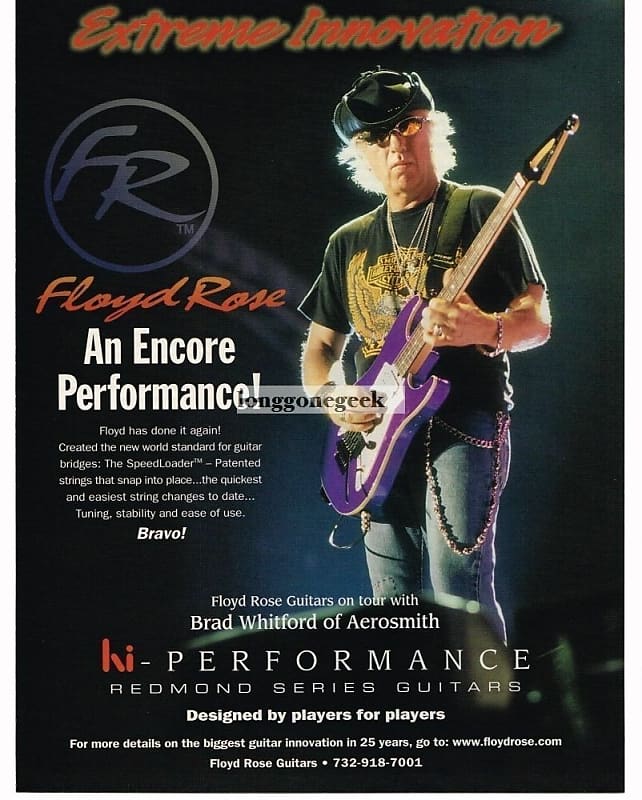 Extreme Innovation
FR
TM
Floyd Rose
An Encore
Performance!
longgonegeek
Floyd has done it again!
Created the new world standard for guitar
bridges: The SpeedLoader™ – Patented
strings that snap into place...the quickest
and easiest string changes to date...
Tuning, stability and ease of use.
Bravo!
Floyd Rose Guitars on tour with
Brad Whitford of Aerosmith
hi-PERFORMANCE
REDMOND SERIES GUITARS
Designed by players for players
For more details on the biggest guitar innovation in 25 years, go to: www.floydrose.com
Floyd Rose Guitars • 732-918-7001